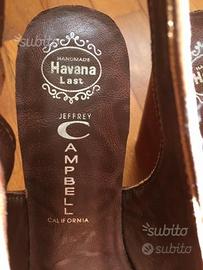 HANDMADE
Havana
Last
JEFFREY
CAMPBELL
CALIFORNIA
subito
subito
subito